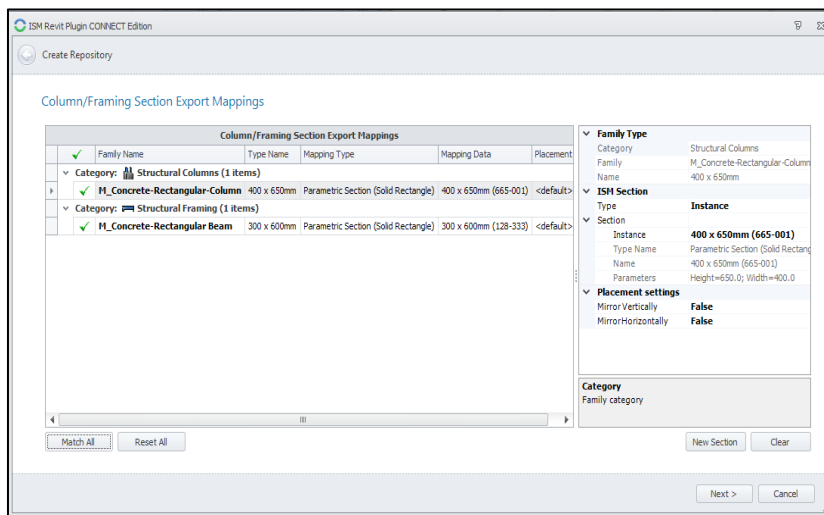 ISM Revit Plugin CONNECT Edition
Create Repository
Column/Framing Section Export Mappings
Column/Framing Section Export Mappings
Family Name Type Name Mapping Type Mapping Data Placement
Category: Structural Columns (1 items)
M_Concrete-Rectangular-Column 400 x 650mm Parametric Section (Solid Rectangle) 400 x 650mm (665-001) <default>
Category: Structural Framing (1 items)
M_Concrete-Rectangular Beam 300 x 600mm Parametric Section (Solid Rectangle) 300 x 600mm (128-333) <default>
Family Type
Category Structural Columns
Family M_Concrete-Rectangular-Column
Name 400 x 650mm
ISM Section
Type Instance
Section
Instance 400 x 650mm (665-001)
Type Name Parametric Section (Solid Rectang
Name 400 x 650mm (665-001)
Parameters Height=650.0; Width=400.0
Placement settings
Mirror Vertically False
MirrorHorizontally False
Category
Family category
Match All Reset All New Section Clear
Next > Cancel